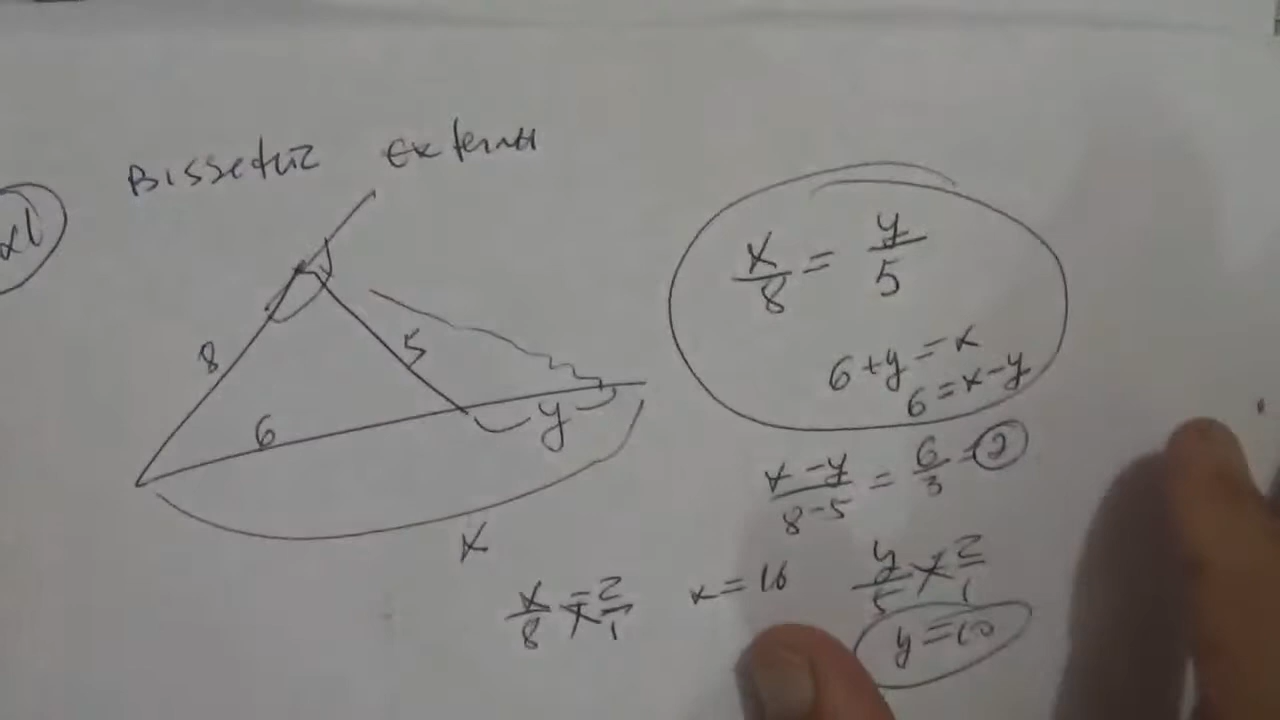 Bissetriz externa
8
5
6
y
x
x/8 = y/5
6+y=x
6=x-y
x-y/8-5 = 6/3 = 2
x/8 = 2/1
x=16
y/5 = 2/1
y=10